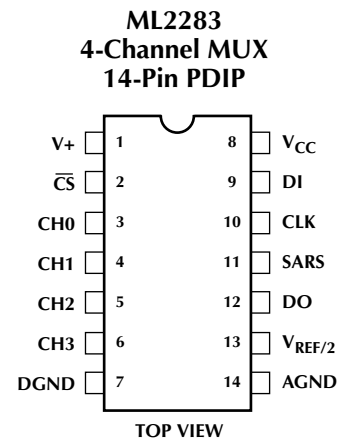 ML2283
4-Channel MUX
14-Pin PDIP
V+ 1 8 VCC
CS 2 9 DI
CH0 3 10 CLK
CH1 4 11 SARS
CH2 5 12 DO
CH3 6 13 VREF/2
DGND 7 14 AGND
TOP VIEW